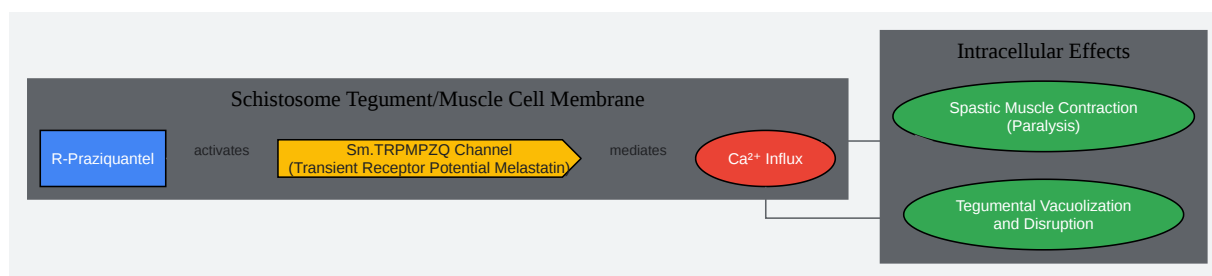 Intracellular Effects
Schistosome Tegument/Muscle Cell Membrane
R-Praziquantel
activates
Sm.TRPMPZQ Channel
(Transient Receptor Potential Melastatin)
mediates
Ca²⁺ Influx
Spastic Muscle Contraction
(Paralysis)
Tegumental Vacuolization
and Disruption